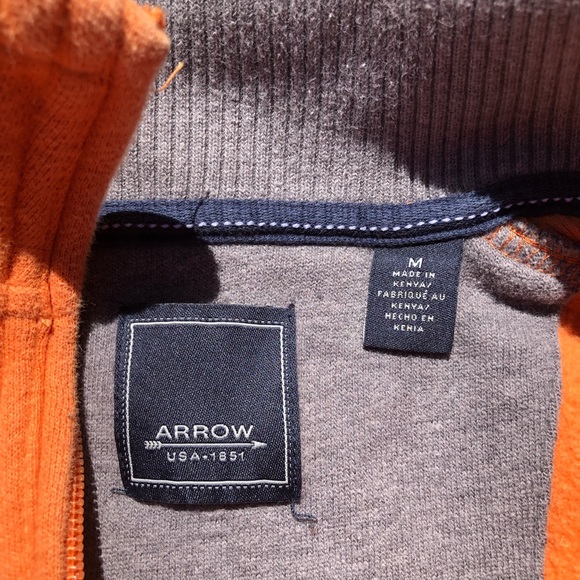 M
MADE IN
KENYA/
FABRIQUÉ AU
KENYA/
HECHO EN
KENIA
ARROW
USA•1851